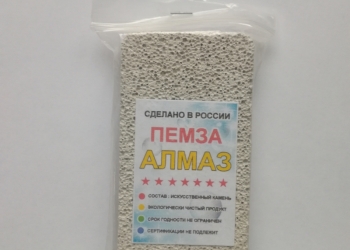 СДЕЛАНО В РОССИИ
ПЕМЗА
АЛМАЗ
СОСТАВ : ИСКУССТВЕННЫЙ КАМЕНЬ
ЭКОЛОГИЧЕСКИ ЧИСТЫЙ ПРОДУКТ
СРОК ГОДНОСТИ НЕ ОГРАНИЧЕН
СЕРТИФИКАЦИИ НЕ ПОДЛЕЖИТ